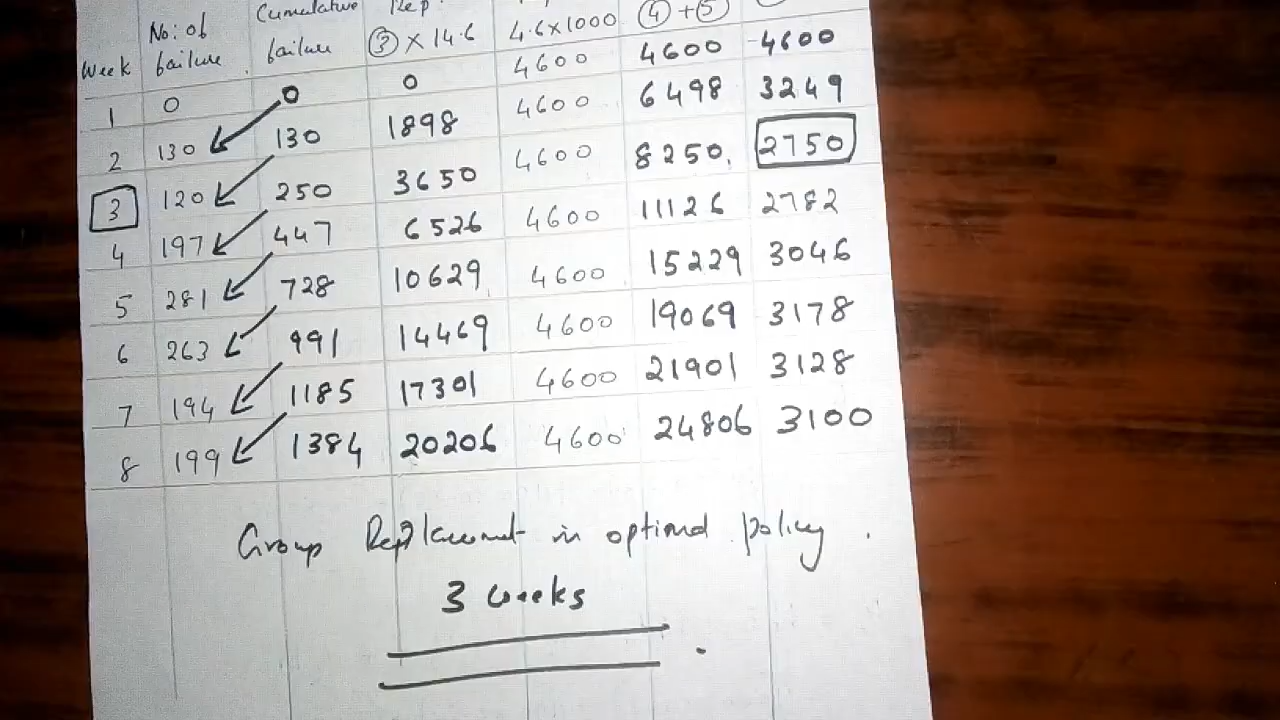 Cumulative Rep. ④ + ⑤
Week No: of failure failure ③ × 14.6 4.6×1000
1 0 0 0 4600 4600 4600
2 130 130 1898 4600 6498 3249
3 120 250 3650 4600 8250 2750
4 197 447 6526 4600 11126 2782
5 281 728 10629 4600 15229 3046
6 263 991 14469 4600 19069 3178
7 194 1185 17301 4600 21901 3128
8 199 1384 20206 4600 24806 3100
Group Replacement in optimal policy.
3 weeks